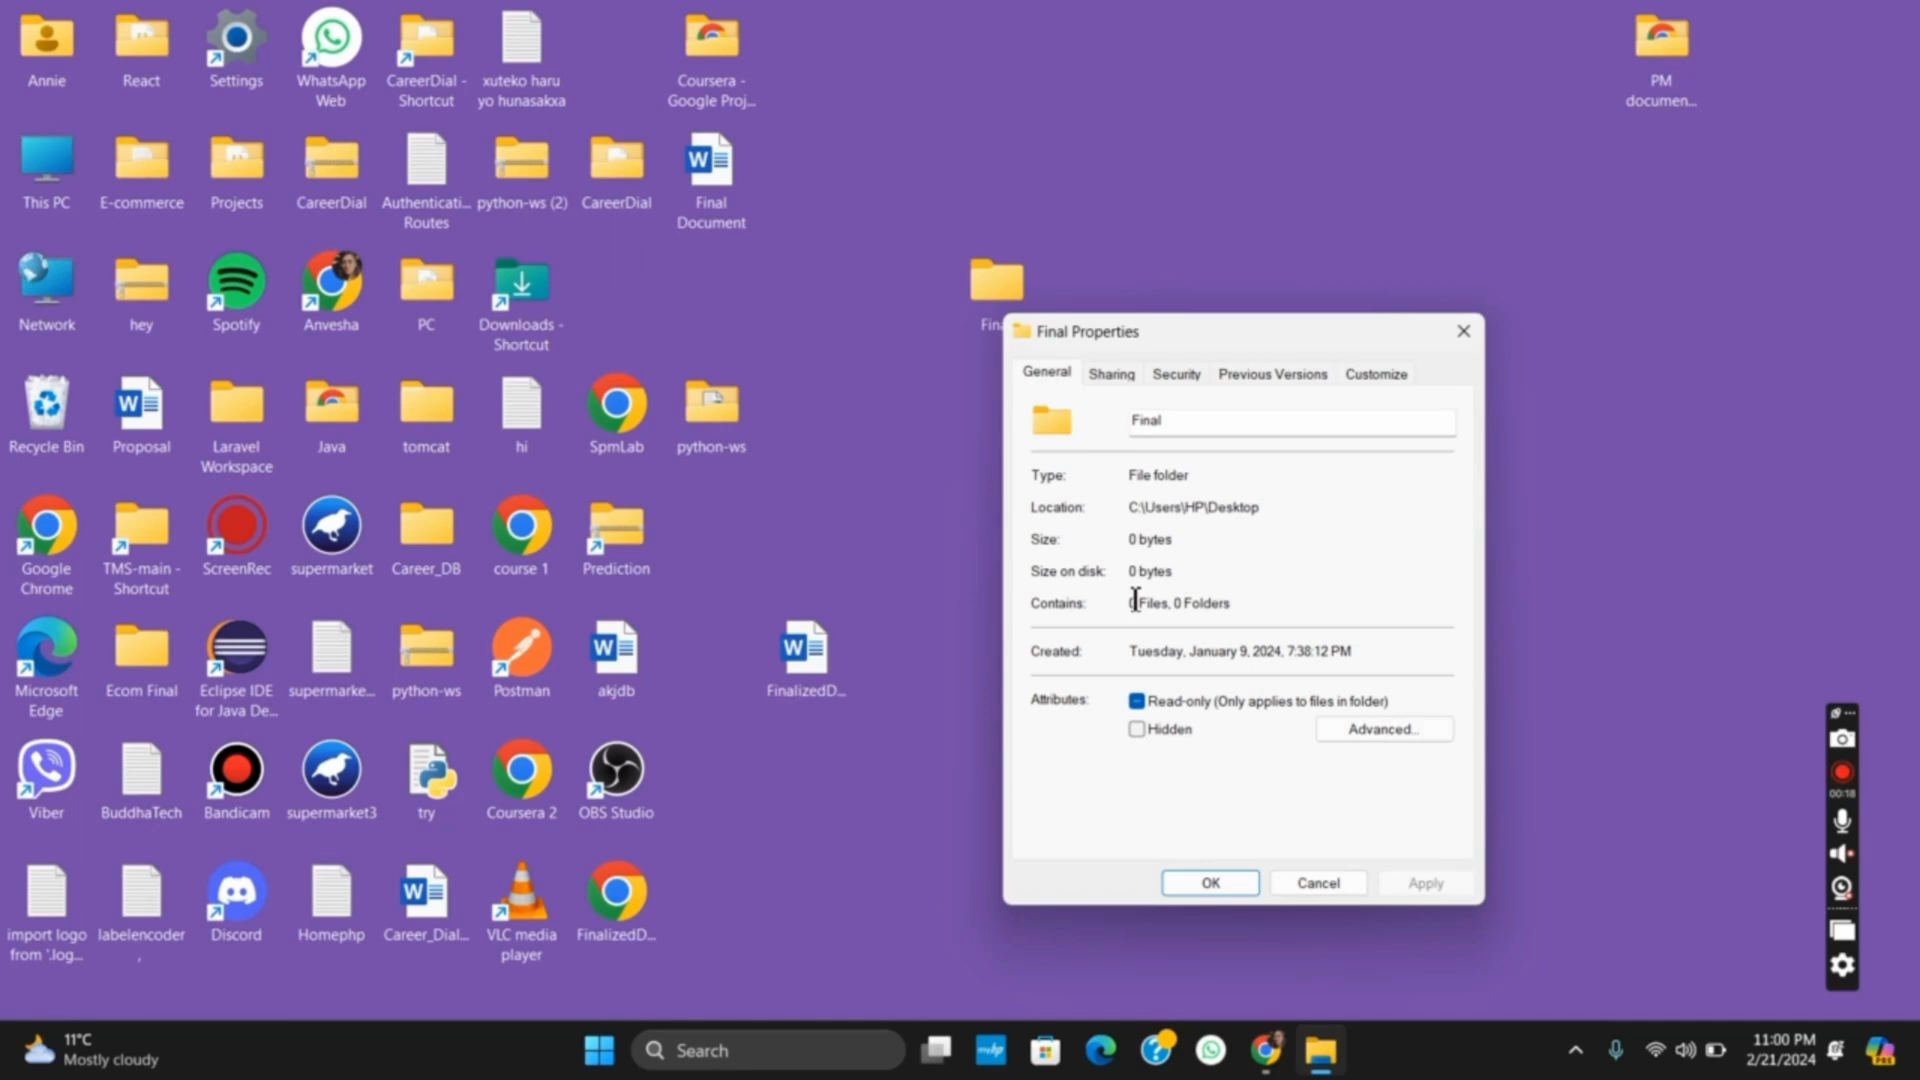 Annie
React
Settings
WhatsApp
Web
CareerDial -
Shortcut
xuteko haru
yo hunasakxa
Coursera -
Google Proj...
PM
documen...
This PC
E-commerce
Projects
CareerDial
Authenticati...
Routes
python-ws (2)
CareerDial
Final
Document
Network
hey
Spotify
Anvesha
PC
Downloads -
Shortcut
Recycle Bin
Proposal
Laravel
Workspace
Java
tomcat
hi
SpmLab
python-ws
Google
Chrome
TMS-main -
Shortcut
ScreenRec
supermarket
Career_DB
course 1
Prediction
Microsoft
Edge
Ecom Final
Eclipse IDE
for Java De...
supermarke...
python-ws
Postman
akjdb
FinalizedD...
Viber
BuddhaTech
Bandicam
supermarket3
try
Coursera 2
OBS Studio
import logo
from '.log...
labelencoder
,
Discord
Homephp
Career_Dial...
VLC media
player
FinalizedD...
Final Properties
General
Sharing
Security
Previous Versions
Customize
Final
Type: File folder
Location: C:\Users\HP\Desktop
Size: 0 bytes
Size on disk: 0 bytes
Contains: 0 Files, 0 Folders
Created: Tuesday, January 9, 2024, 7:38:12 PM
Attributes: Read-only (Only applies to files in folder)
Hidden
Advanced...
OK
Cancel
Apply
00:18
11°C
Mostly cloudy
Search
myhp
11:00 PM
2/21/2024
PRE